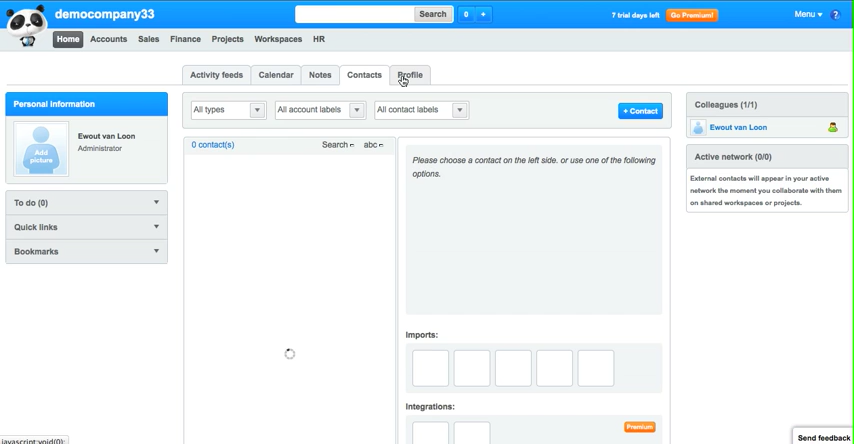 democompany33
Search
0
+
7 trial days left
Go Premium!
Menu
?
Home
Accounts
Sales
Finance
Projects
Workspaces
HR
Activity feeds
Calendar
Notes
Contacts
Profile
Personal information
Add picture
Ewout van Loon
Administrator
To do (0)
Quick links
Bookmarks
All types
All account labels
All contact labels
+ Contact
0 contact(s)
Search
abc
Please choose a contact on the left side. or use one of the following
options.
Imports:
Integrations:
Premium
Colleagues (1/1)
Ewout van Loon
Active network (0/0)
External contacts will appear in your active
network the moment you collaborate with them
on shared workspaces or projects.
Send feedback
javascript:void(0);